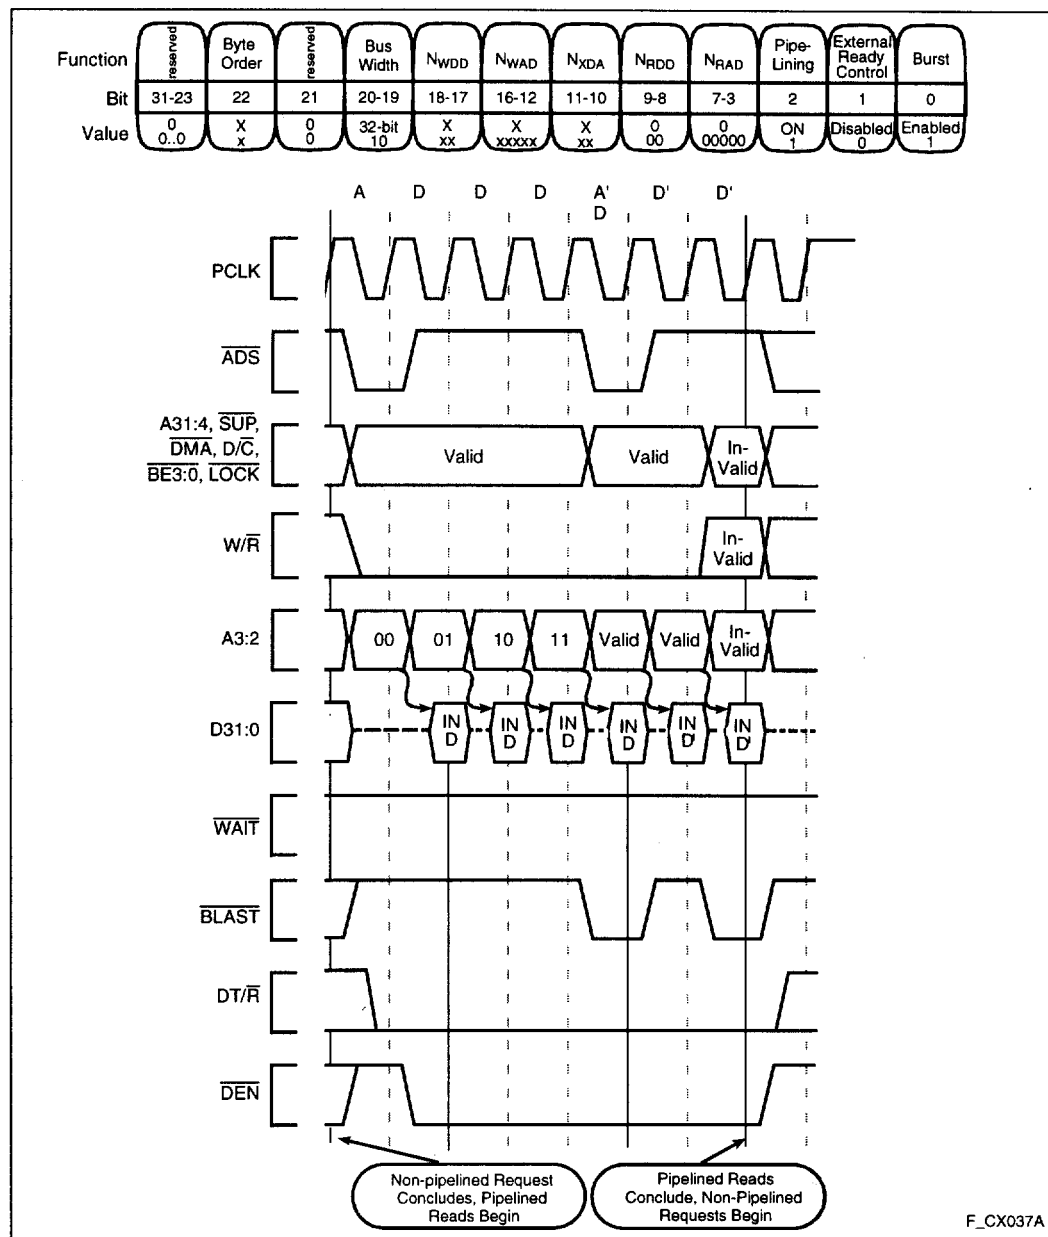 Function reserved Byte Order reserved Bus Width NWDD NWAD NXDA NRDD NRAD Pipe-Lining External Ready Control Burst
Bit 31-23 22 21 20-19 18-17 16-12 11-10 9-8 7-3 2 1 0
Value 0 X 0 32-bit X X X 0 0 ON Disabled Enabled
0..0 x 0 10 xx xxxxx xx 00 00000 1 0 1
A D D D A' D' D'
D
PCLK
ADS
A31:4, SUP,
DMA, D/C,
BE3:0, LOCK
Valid Valid In-Valid
W/R
In-Valid
A3:2
00 01 10 11 Valid Valid In-Valid
D31:0
IN IN IN IN IN IN
D D D D D' D'
WAIT
BLAST
DT/R
DEN
Non-pipelined Request
Concludes, Pipelined
Reads Begin
Pipelined Reads
Conclude, Non-Pipelined
Requests Begin
F_CX037A